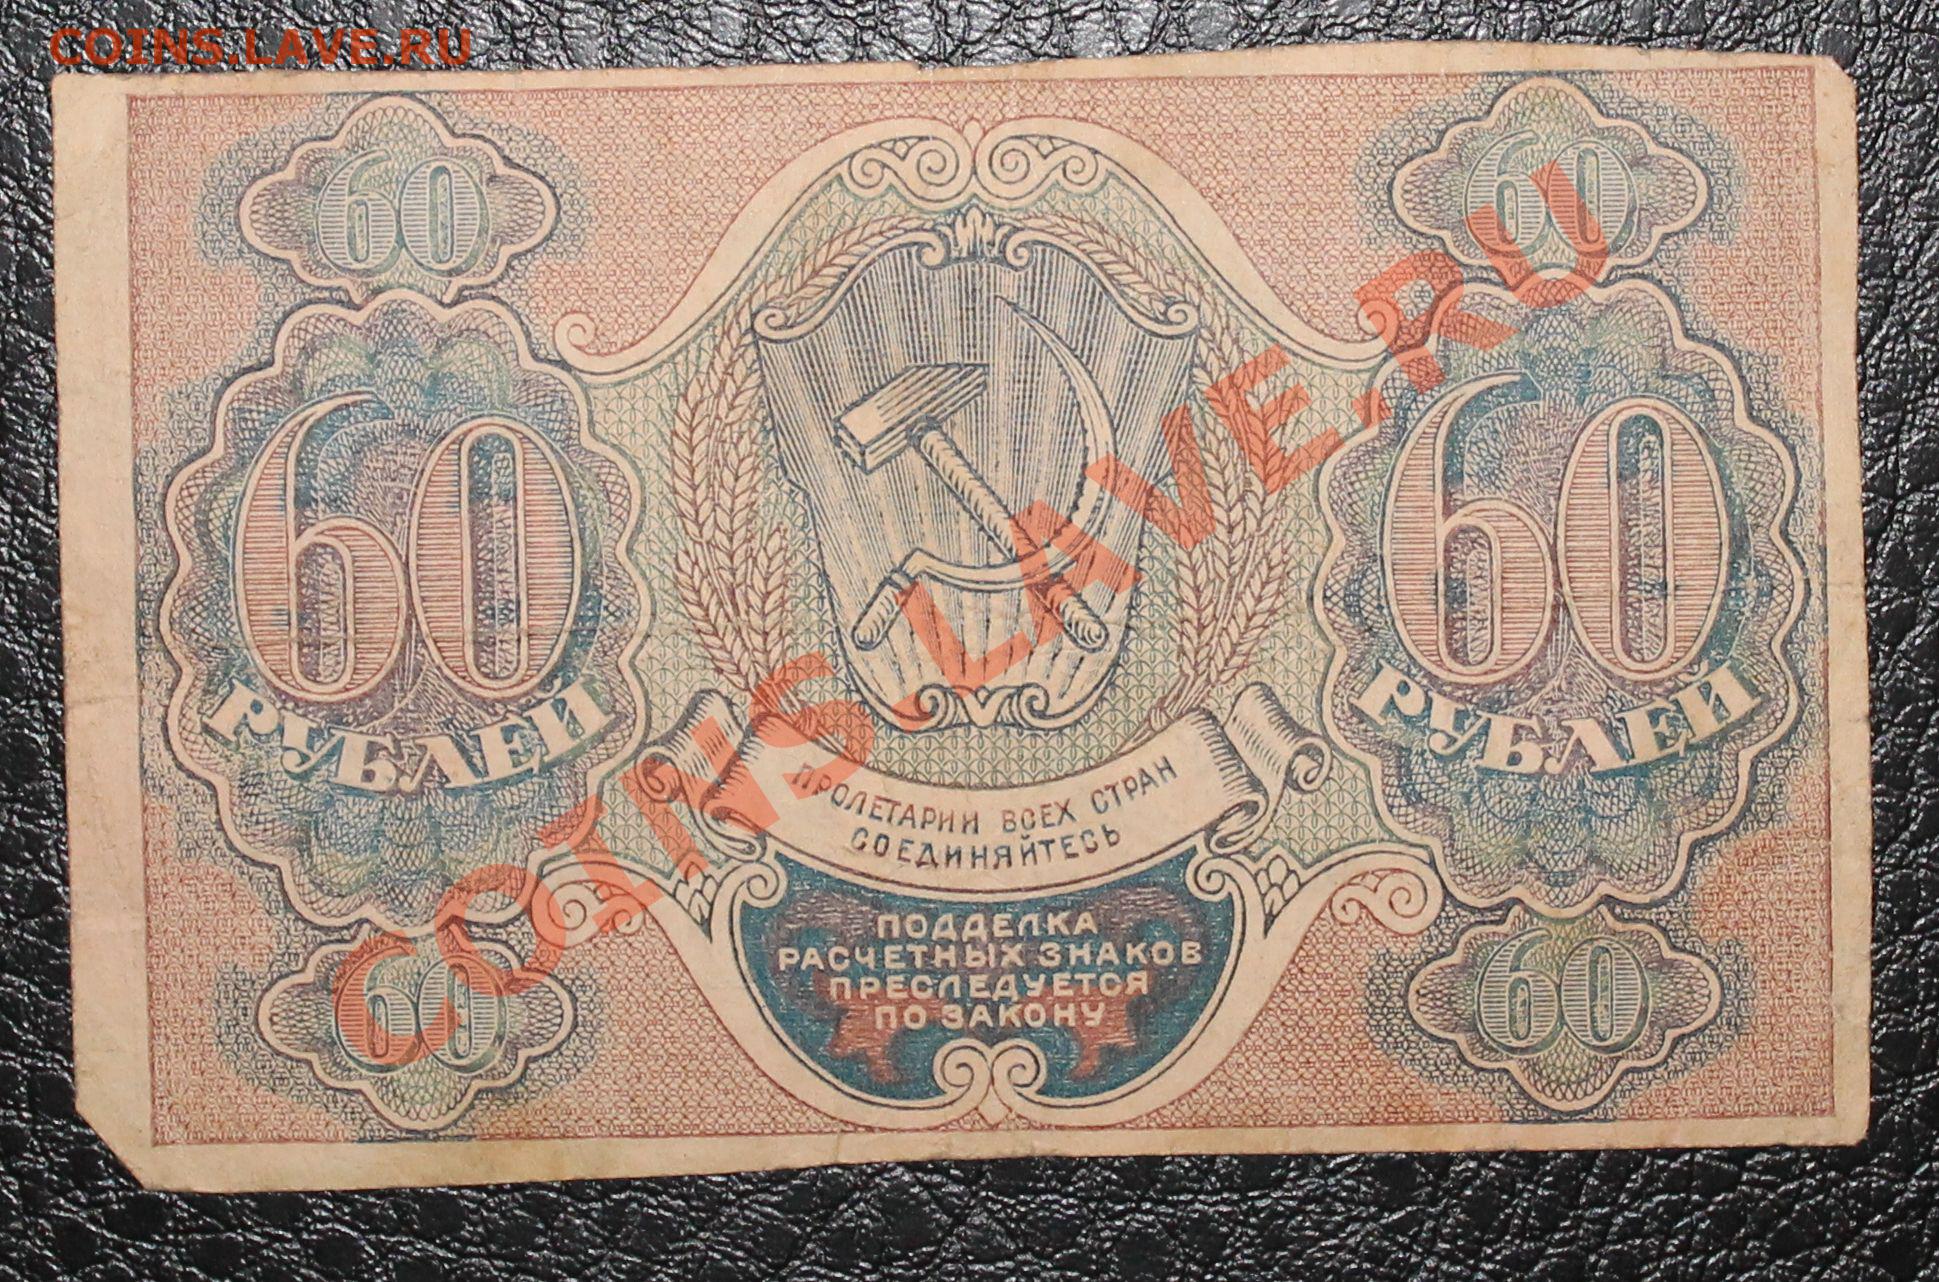 COINS.LAVE.RU
60
60
60
РУБЛЕЙ
60
РУБЛЕЙ
ПРОЛЕТАРИИ ВСЕХ СТРАН
СОЕДИНЯЙТЕСЬ
ПОДДЕЛКА
РАСЧЕТНЫХ ЗНАКОВ
ПРЕСЛЕДУЕТСЯ
ПО ЗАКОНУ
60
60
COINS.LAVE.RU